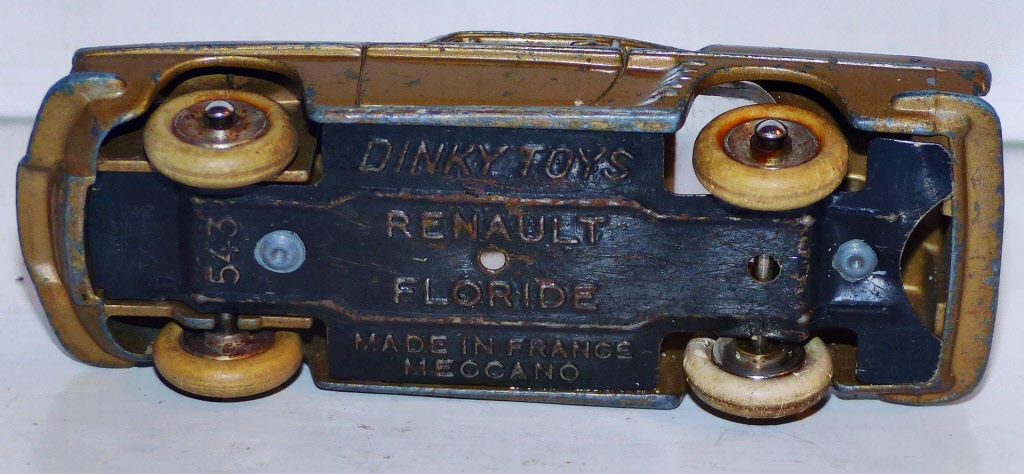 DINKY TOYS
RENAULT
543
FLORIDE
MADE IN FRANCE
MECCANO